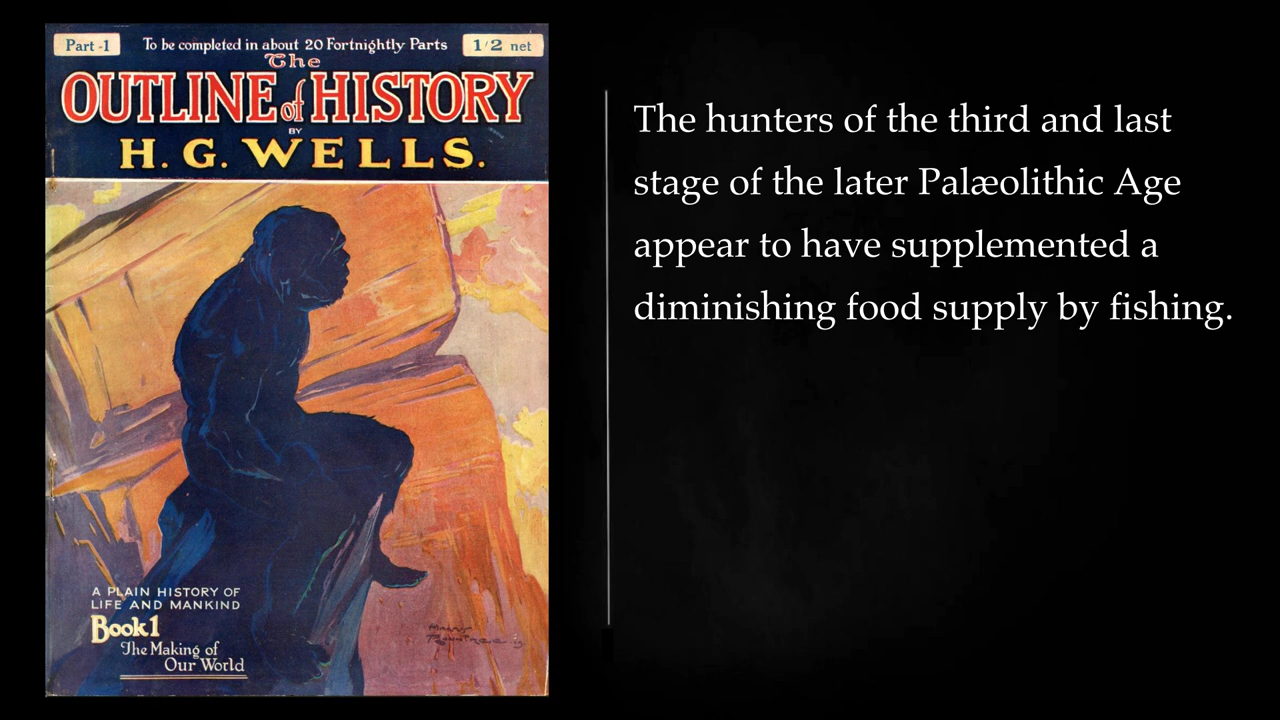 Part -1
To be completed in about 20 Fortnightly Parts
1/2 net
The
OUTLINE of HISTORY
BY
H. G. WELLS.
A PLAIN HISTORY OF
LIFE AND MANKIND
Book 1
The Making of
Our World
The hunters of the third and last
stage of the later Palæolithic Age
appear to have supplemented a
diminishing food supply by fishing.